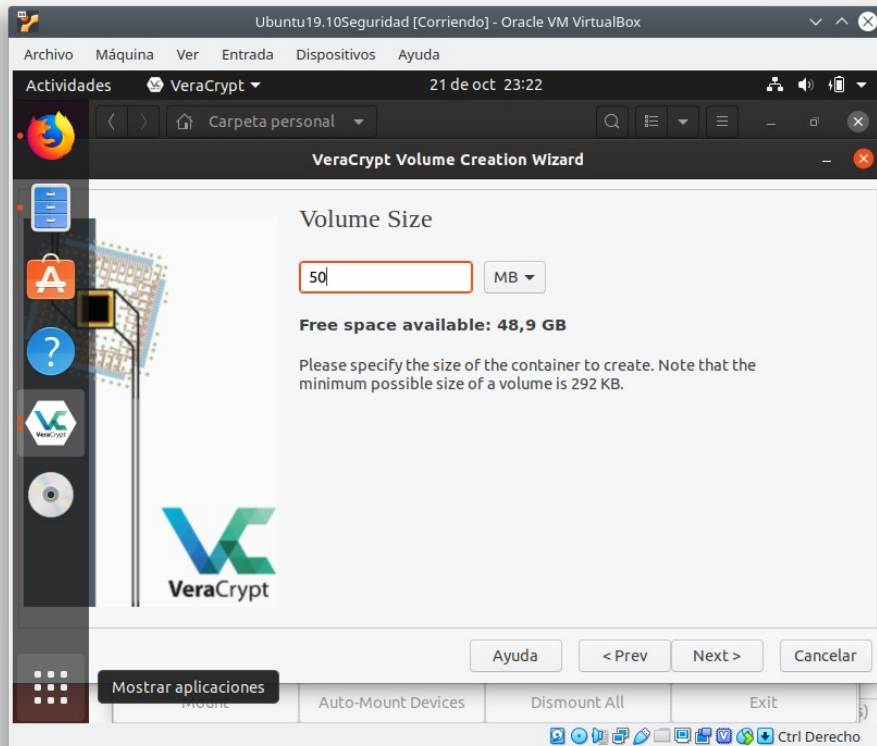 Ubuntu19.10Seguridad [Corriendo] - Oracle VM VirtualBox
Archivo Máquina Ver Entrada Dispositivos Ayuda
Actividades VeraCrypt 21 de oct 23:22
Carpeta personal
VeraCrypt Volume Creation Wizard
Volume Size
50 MB
Free space available: 48,9 GB
Please specify the size of the container to create. Note that the
minimum possible size of a volume is 292 KB.
VeraCrypt
VeraCrypt
Ayuda < Prev Next > Cancelar
Mostrar aplicaciones
Mount Auto-Mount Devices Dismount All Exit
Ctrl Derecho